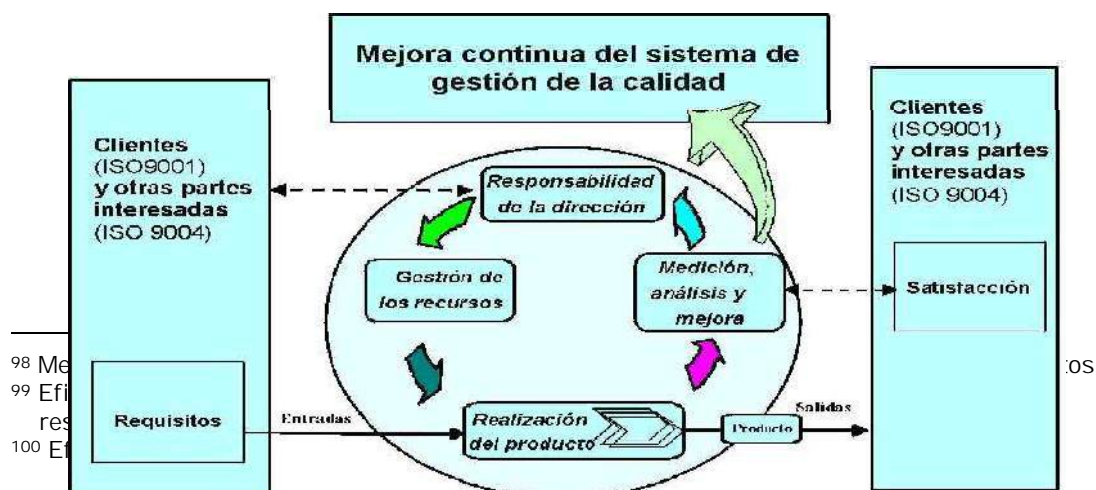 Mejora continua del sistema de
gestión de la calidad
Clientes
(ISO9001)
y otras partes
interesadas
(ISO 9004)
Responsabilidad
de la dirección
Gestrón de
los recursos
Medición,
análisis y
mejora
Clientes
(ISO9001)
y otras partes
interesadas
(ISO 9004)
Satisfacción
Requisitos
Entradas
Realización
del producto
Producto
Salidas
98 Me
tos
99 Efi
res
100 Ef